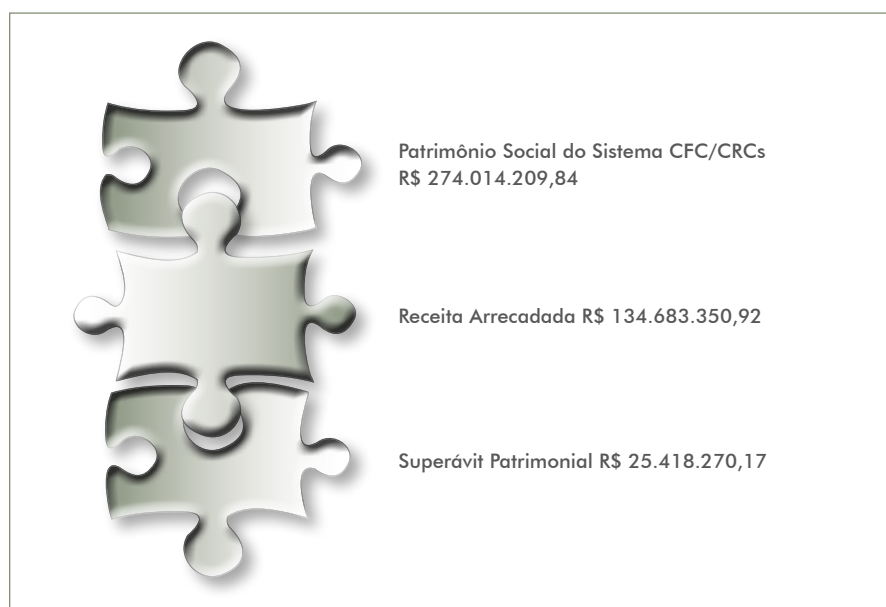 Patrimônio Social do Sistema CFC/CRCs
R$ 274.014.209,84
Receita Arrecadada R$ 134.683.350,92
Superávit Patrimonial R$ 25.418.270,17